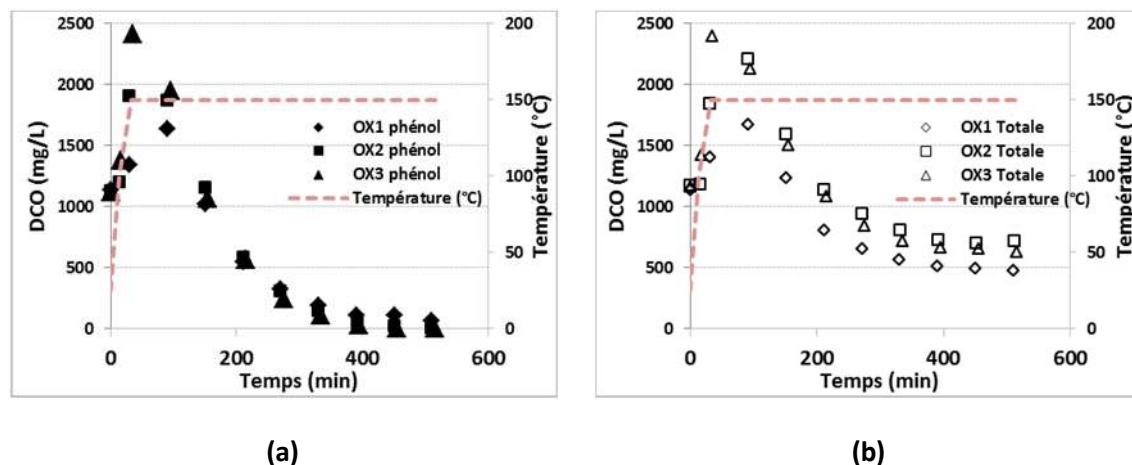 2500
2000
1500
1000
500
0
DCO (mg/L)
200
150
100
50
0
Température (°C)
OX1 phénol
OX2 phénol
OX3 phénol
Température (°C)
0
200
400
600
Temps (min)
(a)
2500
2000
1500
1000
500
0
DCO (mg/L)
200
150
100
50
0
Température (°C)
OX1 Totale
OX2 Totale
OX3 Totale
Température (°C)
0
200
400
600
Temps (min)
(b)